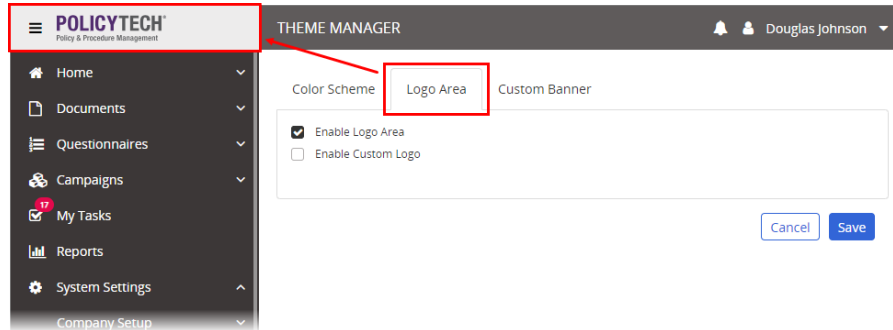 POLICYTECH®
Policy & Procedure Management
THEME MANAGER
Douglas Johnson
Home
Documents
Questionnaires
Campaigns
17
My Tasks
Reports
System Settings
Company Setup
Color Scheme
Logo Area
Custom Banner
Enable Logo Area
Enable Custom Logo
Cancel
Save